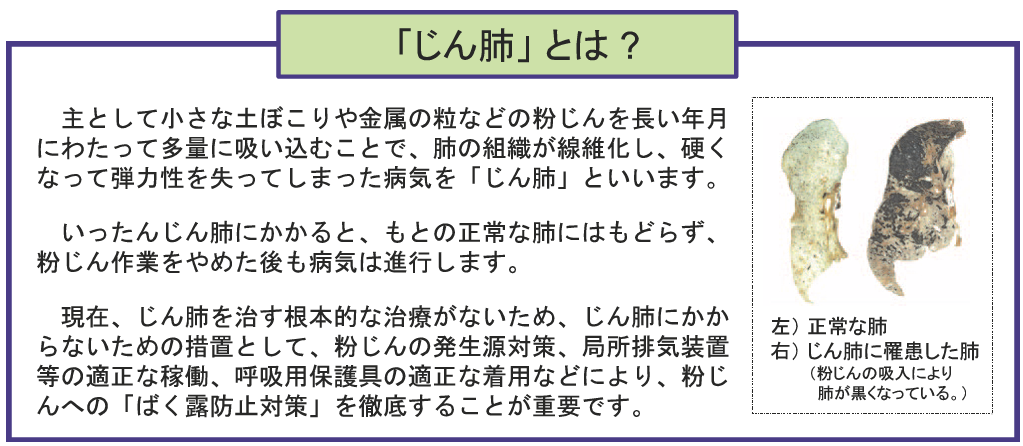 「じん肺」とは？
主として小さな土ぼこりや金属の粒などの粉じんを長い年月
にわたって多量に吸い込むことで、肺の組織が線維化し、硬く
なって弾力性を失ってしまった病気を「じん肺」といいます。
いったんじん肺にかかると、もとの正常な肺にはもどらず、
粉じん作業をやめた後も病気は進行します。
現在、じん肺を治す根本的な治療がないため、じん肺にかか
らないための措置として、粉じんの発生源対策、局所排気装置
等の適正な稼働、呼吸用保護具の適正な着用などにより、粉じ
んへの「ばく露防止対策」を徹底することが重要です。
左）正常な肺
右）じん肺に罹患した肺
（粉じんの吸入により
肺が黒くなっている。）